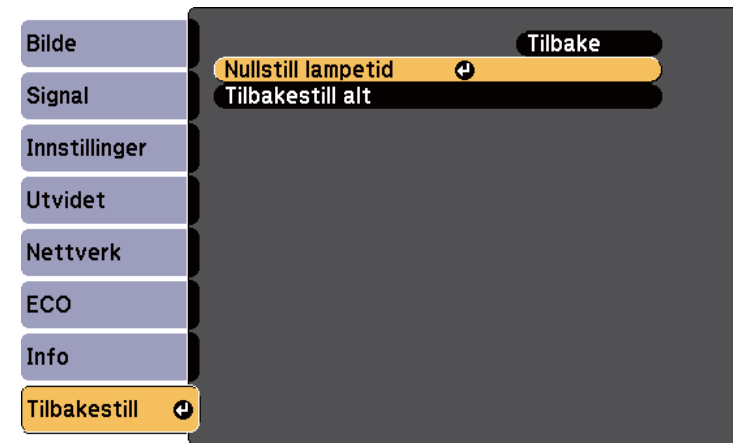 Bilde
Signal
Innstillinger
Utvidet
Nettverk
ECO
Info
Tilbakestill
Tilbake
Nullstill lampetid
Tilbakestill alt